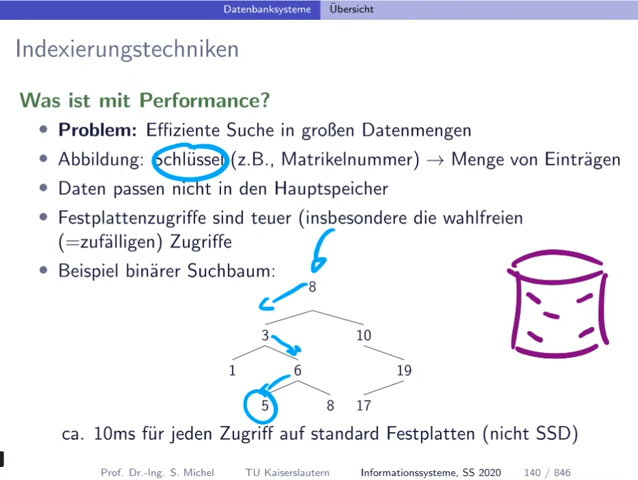 Datenbanksysteme Übersicht
Indexierungstechniken
Was ist mit Performance?
• Problem: Effiziente Suche in großen Datenmengen
• Abbildung: Schlüssel (z.B., Matrikelnummer) → Menge von Einträgen
• Daten passen nicht in den Hauptspeicher
• Festplattenzugriffe sind teuer (insbesondere die wahlfreien
(=zufälligen) Zugriffe
• Beispiel binärer Suchbaum:
8
3 10
1 6 19
5 8 17
ca. 10ms für jeden Zugriff auf standard Festplatten (nicht SSD)
Prof. Dr.-Ing. S. Michel TU Kaiserslautern Informationssysteme, SS 2020 140 / 846